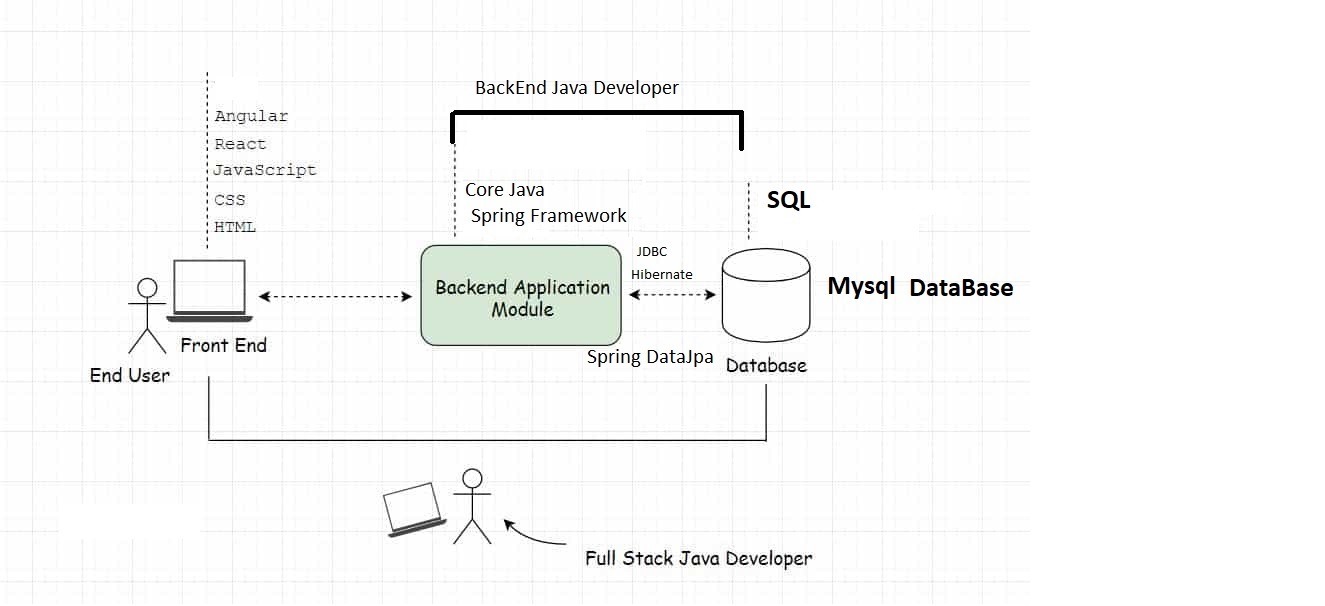 BackEnd Java Developer
Angular
React
JavaScript
CSS
HTML
Core Java
Spring Framework
SQL
JDBC
Hibernate
Backend Application
Module
Mysql DataBase
Front End
Spring DataJpa
Database
End User
Full Stack Java Developer